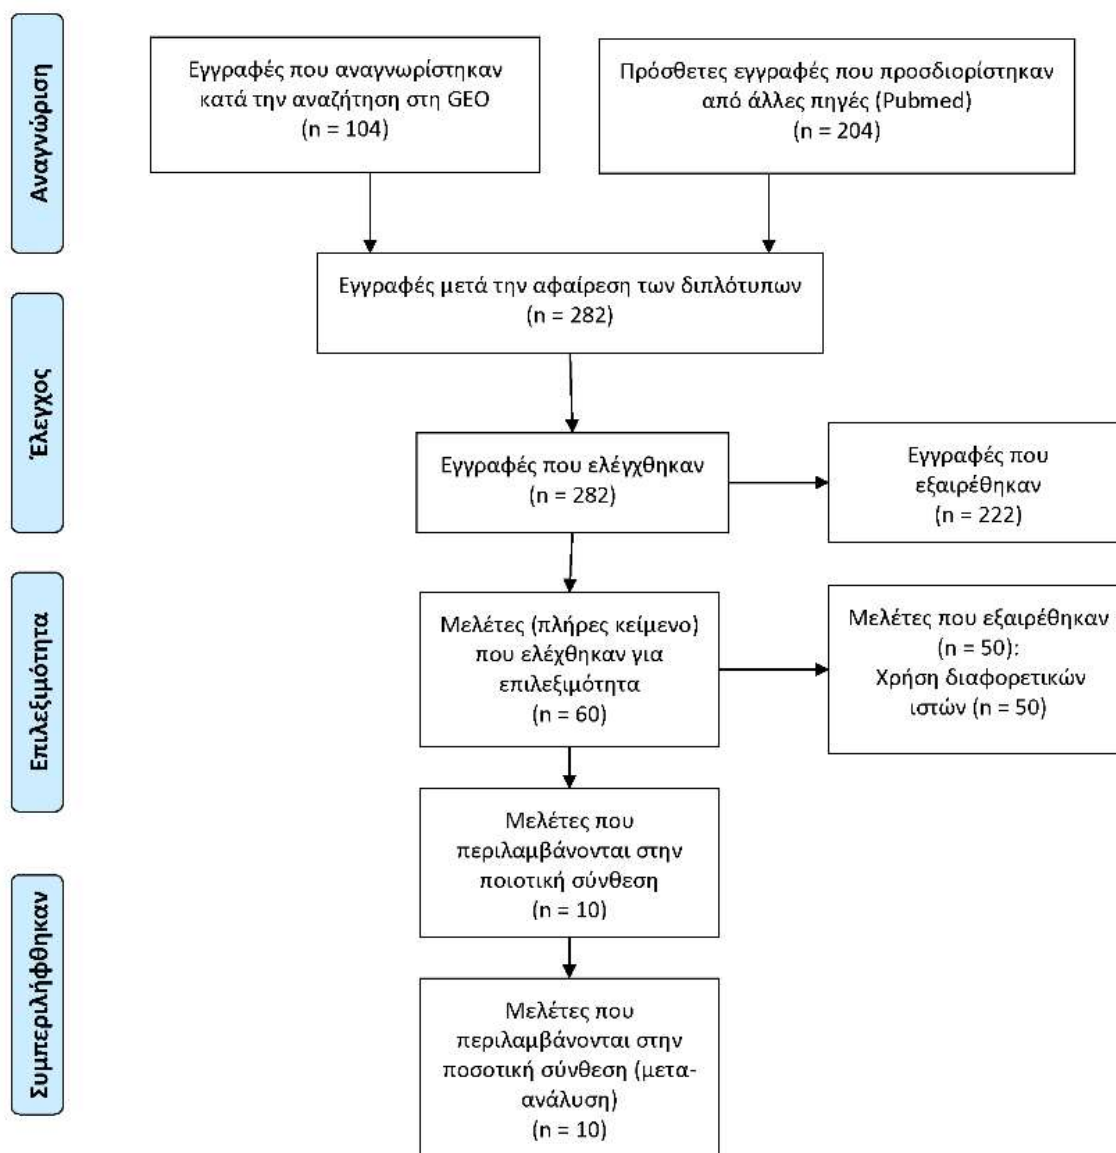 Αναγνώριση
Εγγραφές που αναγνωρίστηκαν
κατά την αναζήτηση στη GEO
(n = 104)
Πρόσθετες εγγραφές που προσδιορίστηκαν
από άλλες πηγές (Pubmed)
(n = 204)
Εγγραφές μετά την αφαίρεση των διπλότυπων
(n = 282)
Έλεγχος
Εγγραφές που ελέγχθηκαν
(n = 282)
Εγγραφές που
εξαιρέθηκαν
(n = 222)
Επιλεξιμότητα
Μελέτες (πλήρες κείμενο)
που ελέχθηκαν για
επιλεξιμότητα
(n = 60)
Μελέτες που εξαιρέθηκαν
(n = 50):
Χρήση διαφορετικών
ιστών (n = 50)
Μελέτες που
περιλαμβάνονται στην
ποιοτική σύνθεση
(n = 10)
Συμπεριλήφθηκαν
Μελέτες που
περιλαμβάνονται στην
ποσοτική σύνθεση (μετα-
ανάλυση)
(n = 10)